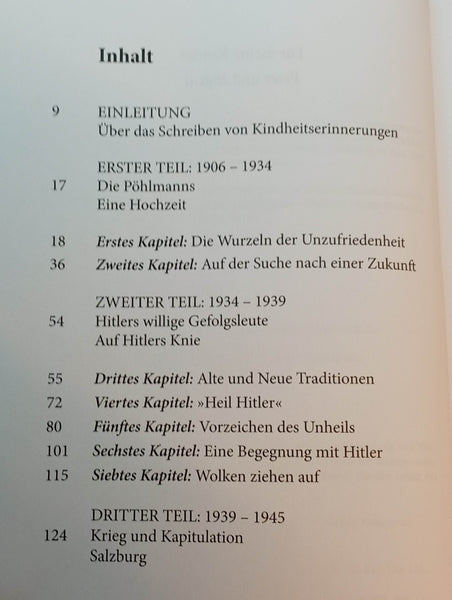 Inhalt
9 EINLEITUNG
Über das Schreiben von Kindheitserinnerungen
ERSTER TEIL: 1906 – 1934
17 Die Pöhlmanns
Eine Hochzeit
18 Erstes Kapitel: Die Wurzeln der Unzufriedenheit
36 Zweites Kapitel: Auf der Suche nach einer Zukunft
ZWEITER TEIL: 1934 – 1939
54 Hitlers willige Gefolgsleute
Auf Hitlers Knie
55 Drittes Kapitel: Alte und Neue Traditionen
72 Viertes Kapitel: »Heil Hitler«
80 Fünftes Kapitel: Vorzeichen des Unheils
101 Sechstes Kapitel: Eine Begegnung mit Hitler
115 Siebtes Kapitel: Wolken ziehen auf
DRITTER TEIL: 1939 – 1945
124 Krieg und Kapitulation
Salzburg